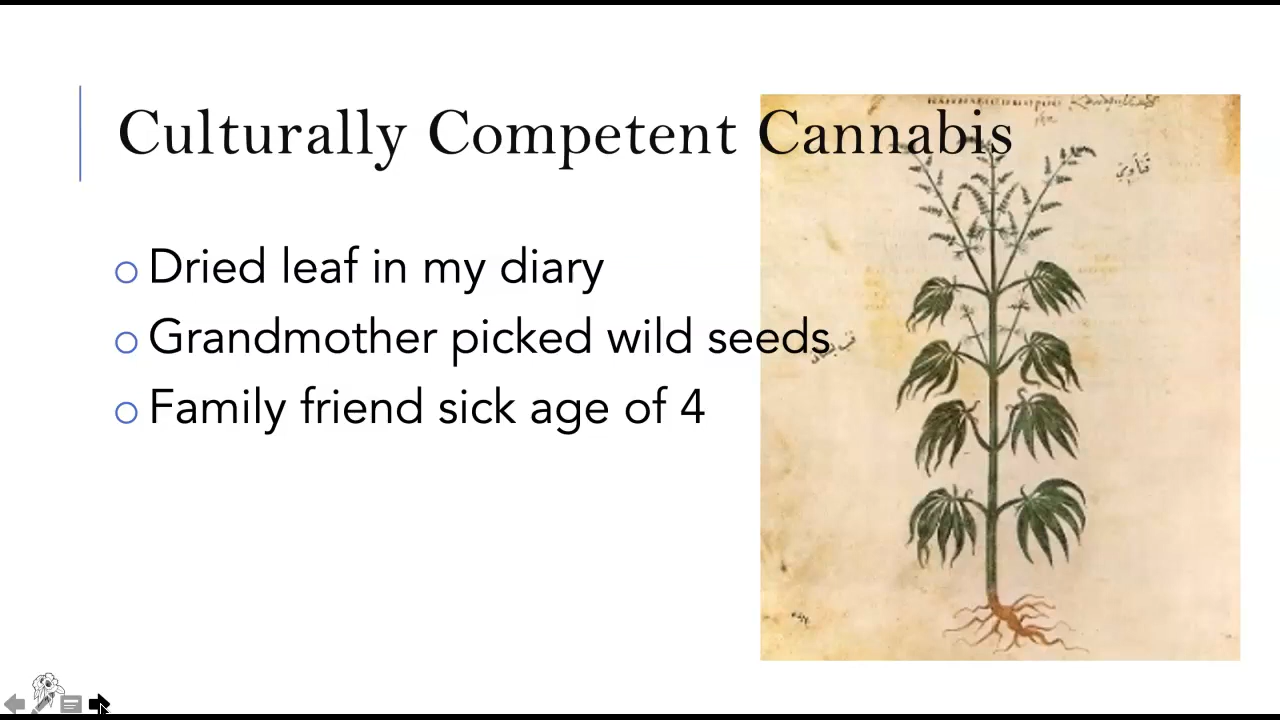 Culturally Competent Cannabis
Dried leaf in my diary
Grandmother picked wild seeds
Family friend sick age of 4